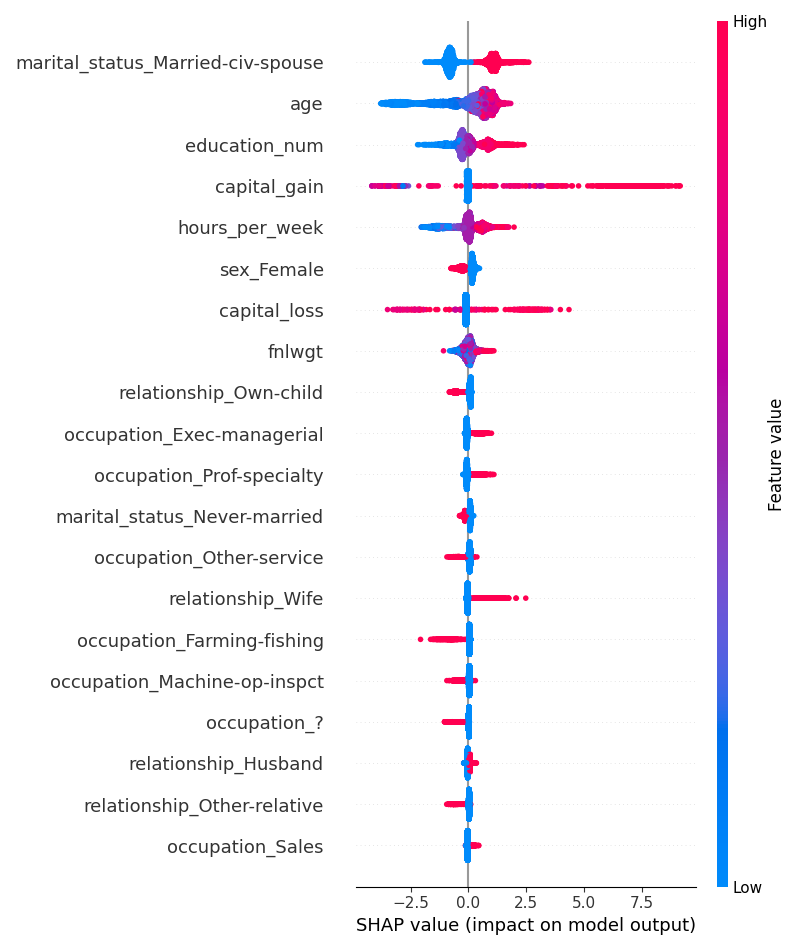 High
marital_status_Married-civ-spouse
age
education_num
capital_gain
hours_per_week
sex_Female
capital_loss
fnlwgt
relationship_Own-child
occupation_Exec-managerial
occupation_Prof-specialty
marital_status_Never-married
occupation_Other-service
relationship_Wife
occupation_Farming-fishing
occupation_Machine-op-inspct
occupation_?
relationship_Husband
relationship_Other-relative
occupation_Sales
Feature value
Low
−2.5 0.0 2.5 5.0 7.5
SHAP value (impact on model output)